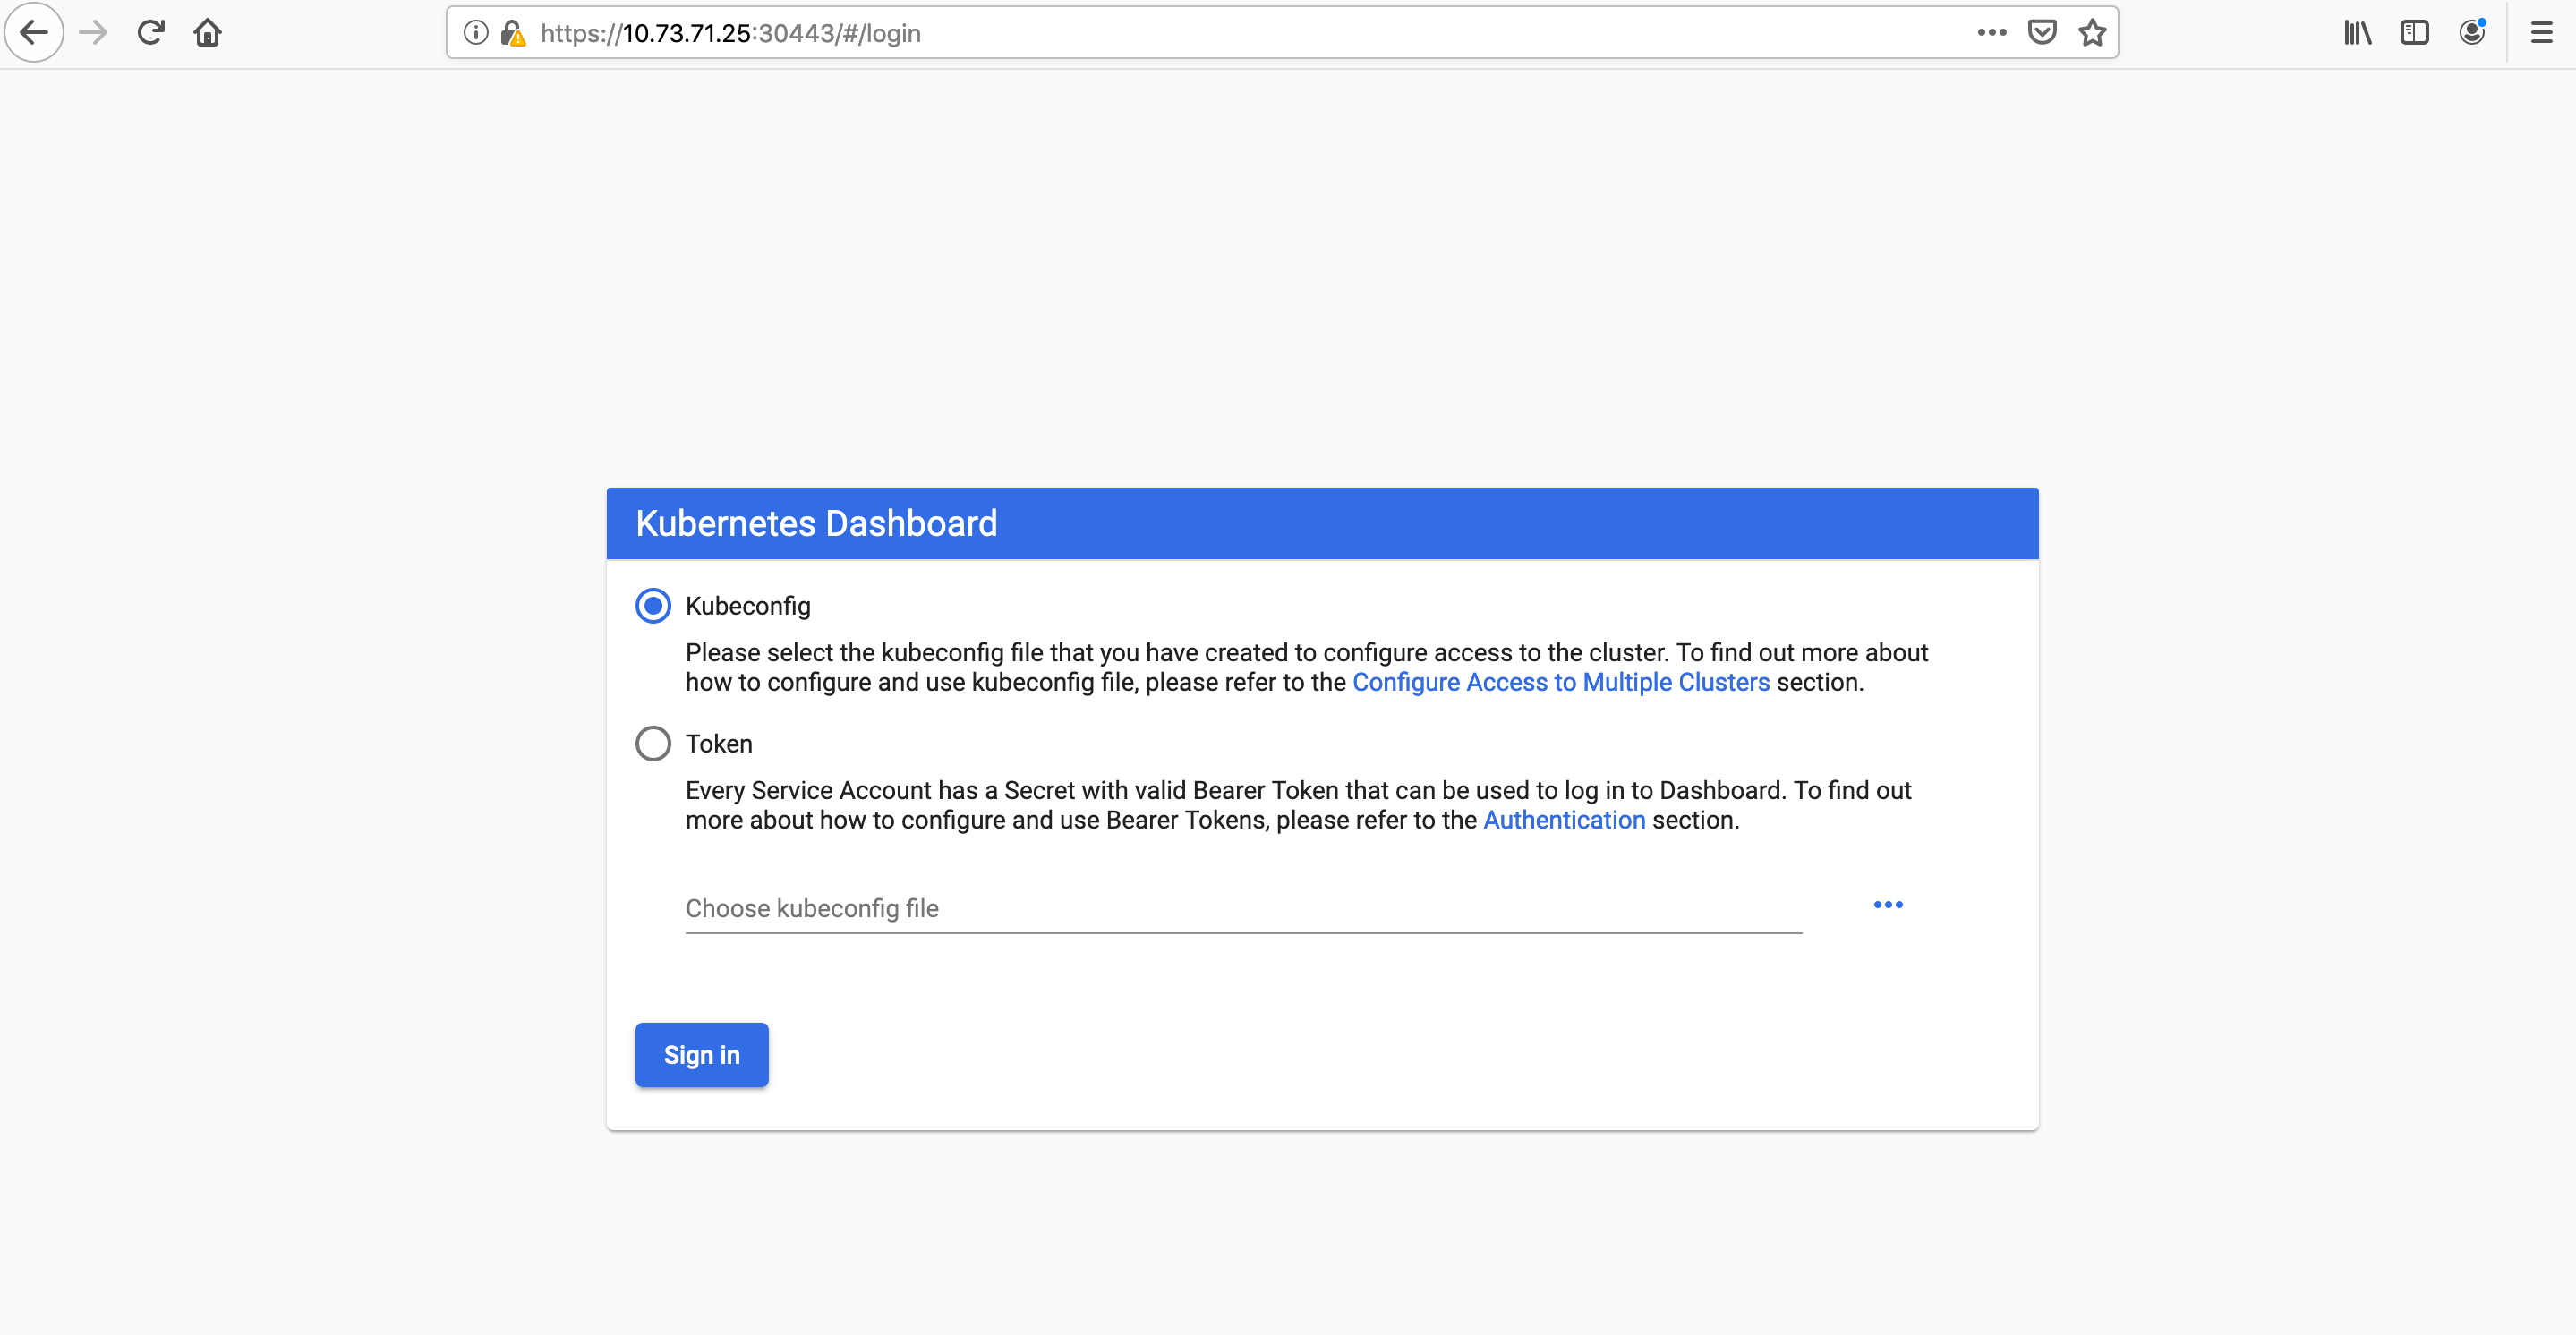 https://10.73.71.25:30443/#/login
Kubernetes Dashboard
Kubeconfig
Please select the kubeconfig file that you have created to configure access to the cluster. To find out more about
how to configure and use kubeconfig file, please refer to the Configure Access to Multiple Clusters section.
Token
Every Service Account has a Secret with valid Bearer Token that can be used to log in to Dashboard. To find out
more about how to configure and use Bearer Tokens, please refer to the Authentication section.
Choose kubeconfig file
Sign in